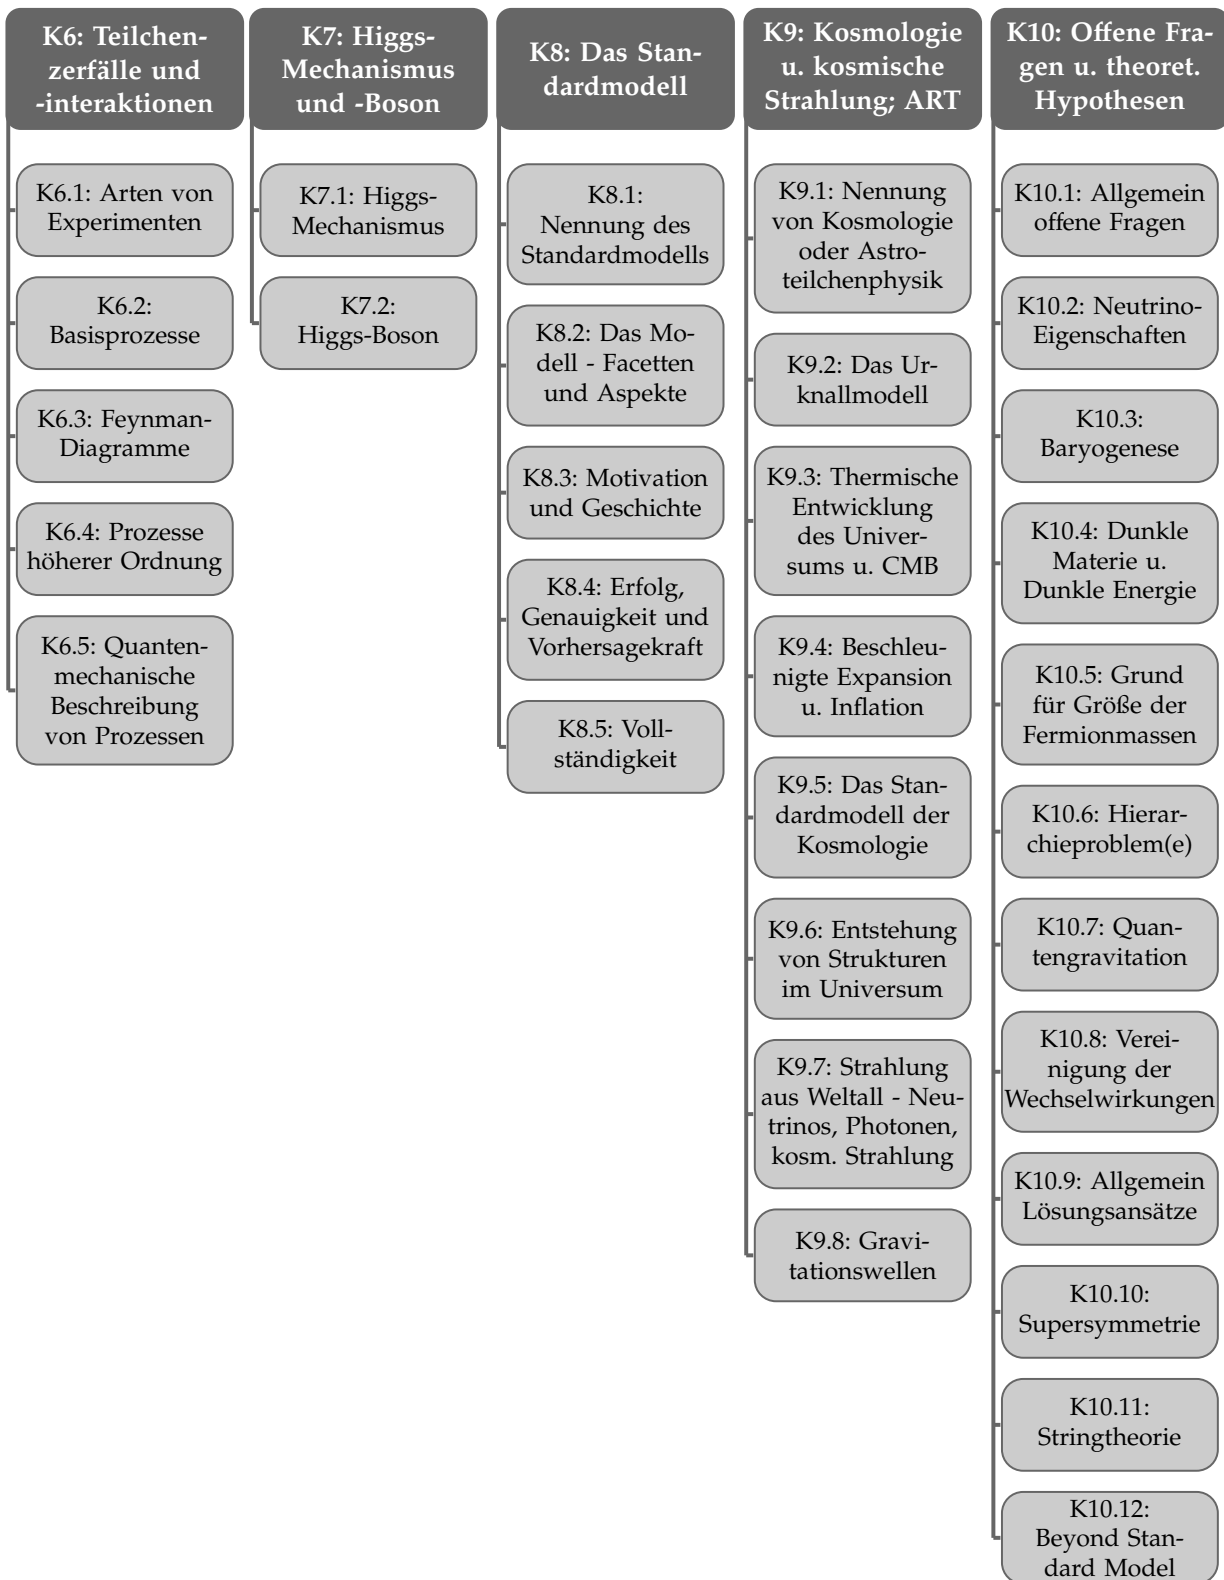 K6: Teilchen-
zerfälle und
-interaktionen
K6.1: Arten von
Experimenten
K6.2:
Basisprozesse
K6.3: Feynman-
Diagramme
K6.4: Prozesse
höherer Ordnung
K6.5: Quanten-
mechanische
Beschreibung
von Prozessen
K7: Higgs-
Mechanismus
und -Boson
K7.1: Higgs-
Mechanismus
K7.2:
Higgs-Boson
K8: Das Stan-
dardmodell
K8.1:
Nennung des
Standardmodells
K8.2: Das Mo-
dell - Facetten
und Aspekte
K8.3: Motivation
und Geschichte
K8.4: Erfolg,
Genauigkeit und
Vorhersagekraft
K8.5: Voll-
ständigkeit
K9: Kosmologie
u. kosmische
Strahlung; ART
K9.1: Nennung
von Kosmologie
oder Astro-
teilchenphysik
K9.2: Das Ur-
knallmodell
K9.3: Thermische
Entwicklung
des Univer-
sums u. CMB
K9.4: Beschleu-
nigte Expansion
u. Inflation
K9.5: Das Stan-
dardmodell der
Kosmologie
K9.6: Entstehung
von Strukturen
im Universum
K9.7: Strahlung
aus Weltall - Neu-
trinos, Photonen,
kosm. Strahlung
K9.8: Gravi-
tationswellen
K10: Offene Fra-
gen u. theoret.
Hypothesen
K10.1: Allgemein
offene Fragen
K10.2: Neutrino-
Eigenschaften
K10.3:
Baryogenese
K10.4: Dunkle
Materie u.
Dunkle Energie
K10.5: Grund
für Größe der
Fermionmassen
K10.6: Hierar-
chieproblem(e)
K10.7: Quan-
tengravitation
K10.8: Verei-
nigung der
Wechselwirkungen
K10.9: Allgemein
Lösungsansätze
K10.10:
Supersymmetrie
K10.11:
Stringtheorie
K10.12:
Beyond Stan-
dard Model